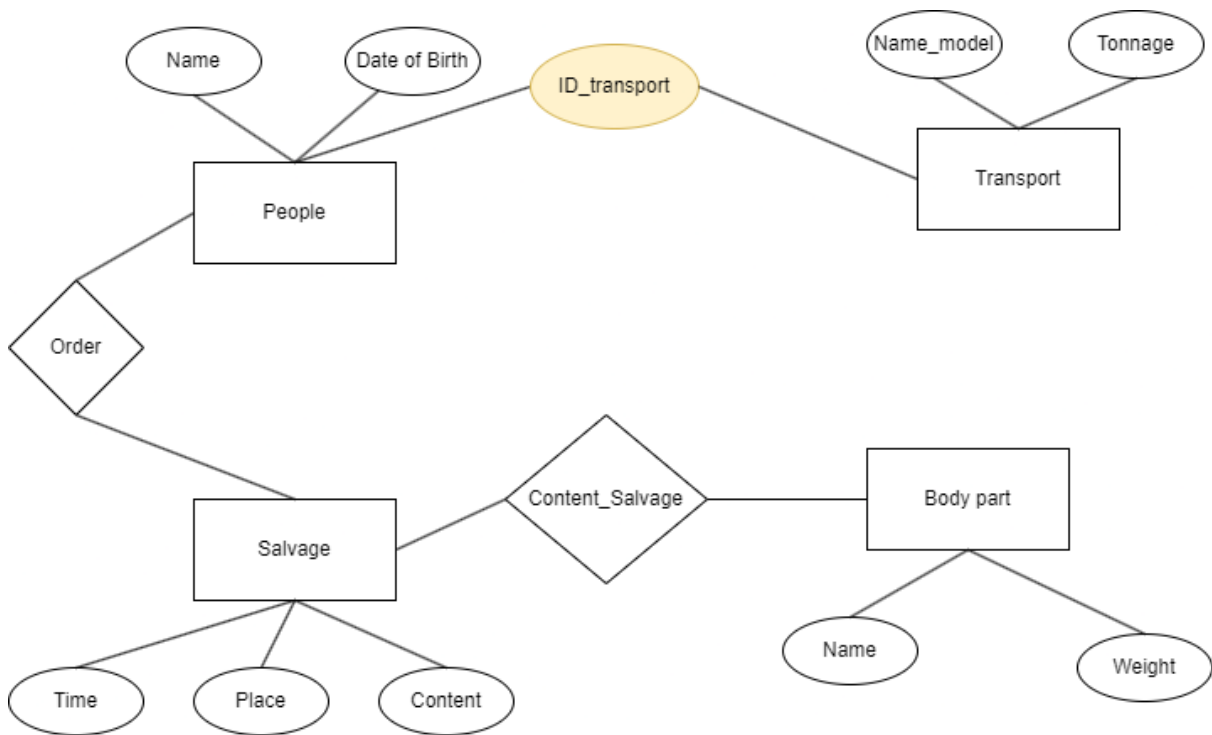 Name
Date of Birth
ID_transport
Name_model
Tonnage
People
Transport
Order
Salvage
Content_Salvage
Body part
Time
Place
Content
Name
Weight